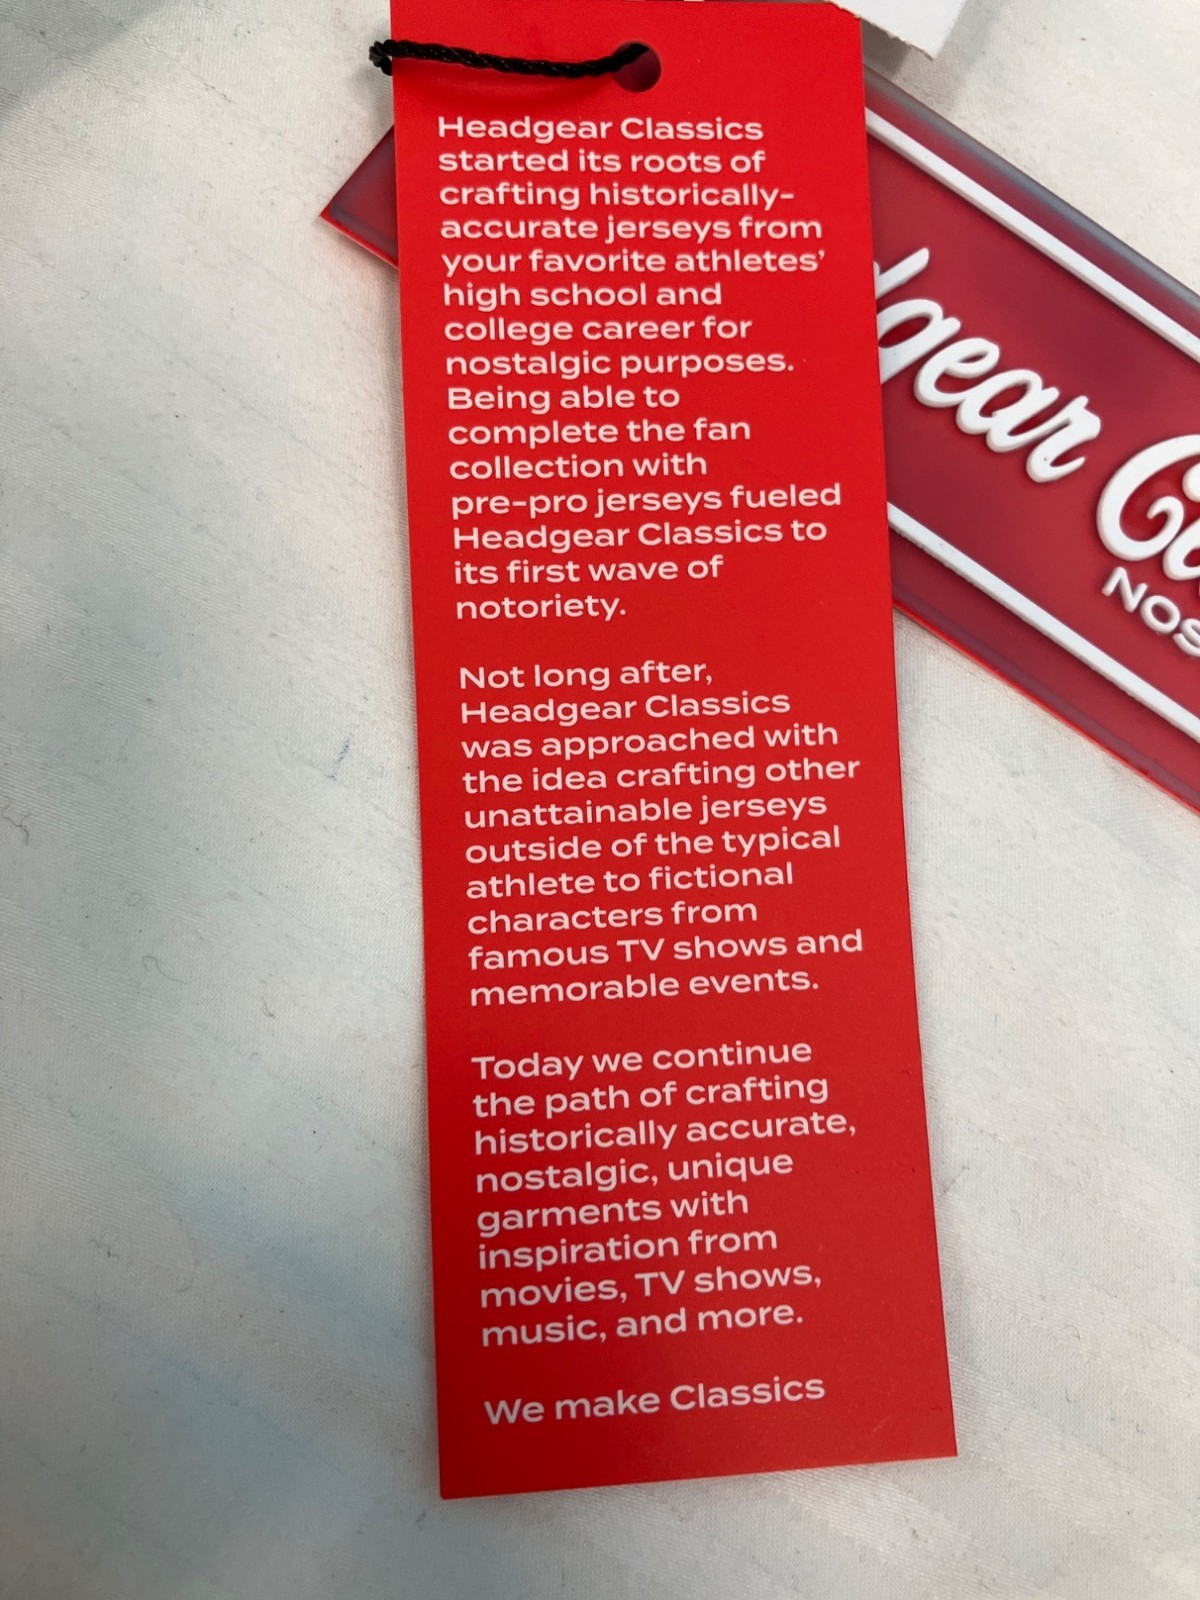 Headgear Classics
started its roots of
crafting historically-
accurate jerseys from
your favorite athletes’
high school and
college career for
nostalgic purposes.
Being able to
complete the fan
collection with
pre-pro jerseys fueled
Headgear Classics to
its first wave of
notoriety.
Not long after,
Headgear Classics
was approached with
the idea crafting other
unattainable jerseys
outside of the typical
athlete to fictional
characters from
famous TV shows and
memorable events.
Today we continue
the path of crafting
historically accurate,
nostalgic, unique
garments with
inspiration from
movies, TV shows,
music, and more.
We make Classics